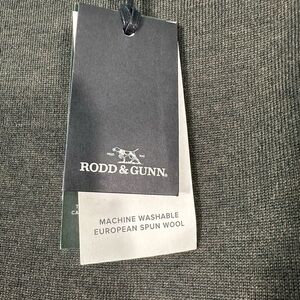 RODD & GUNN.
MACHINE WASHABLE
EUROPEAN SPUN WOOL